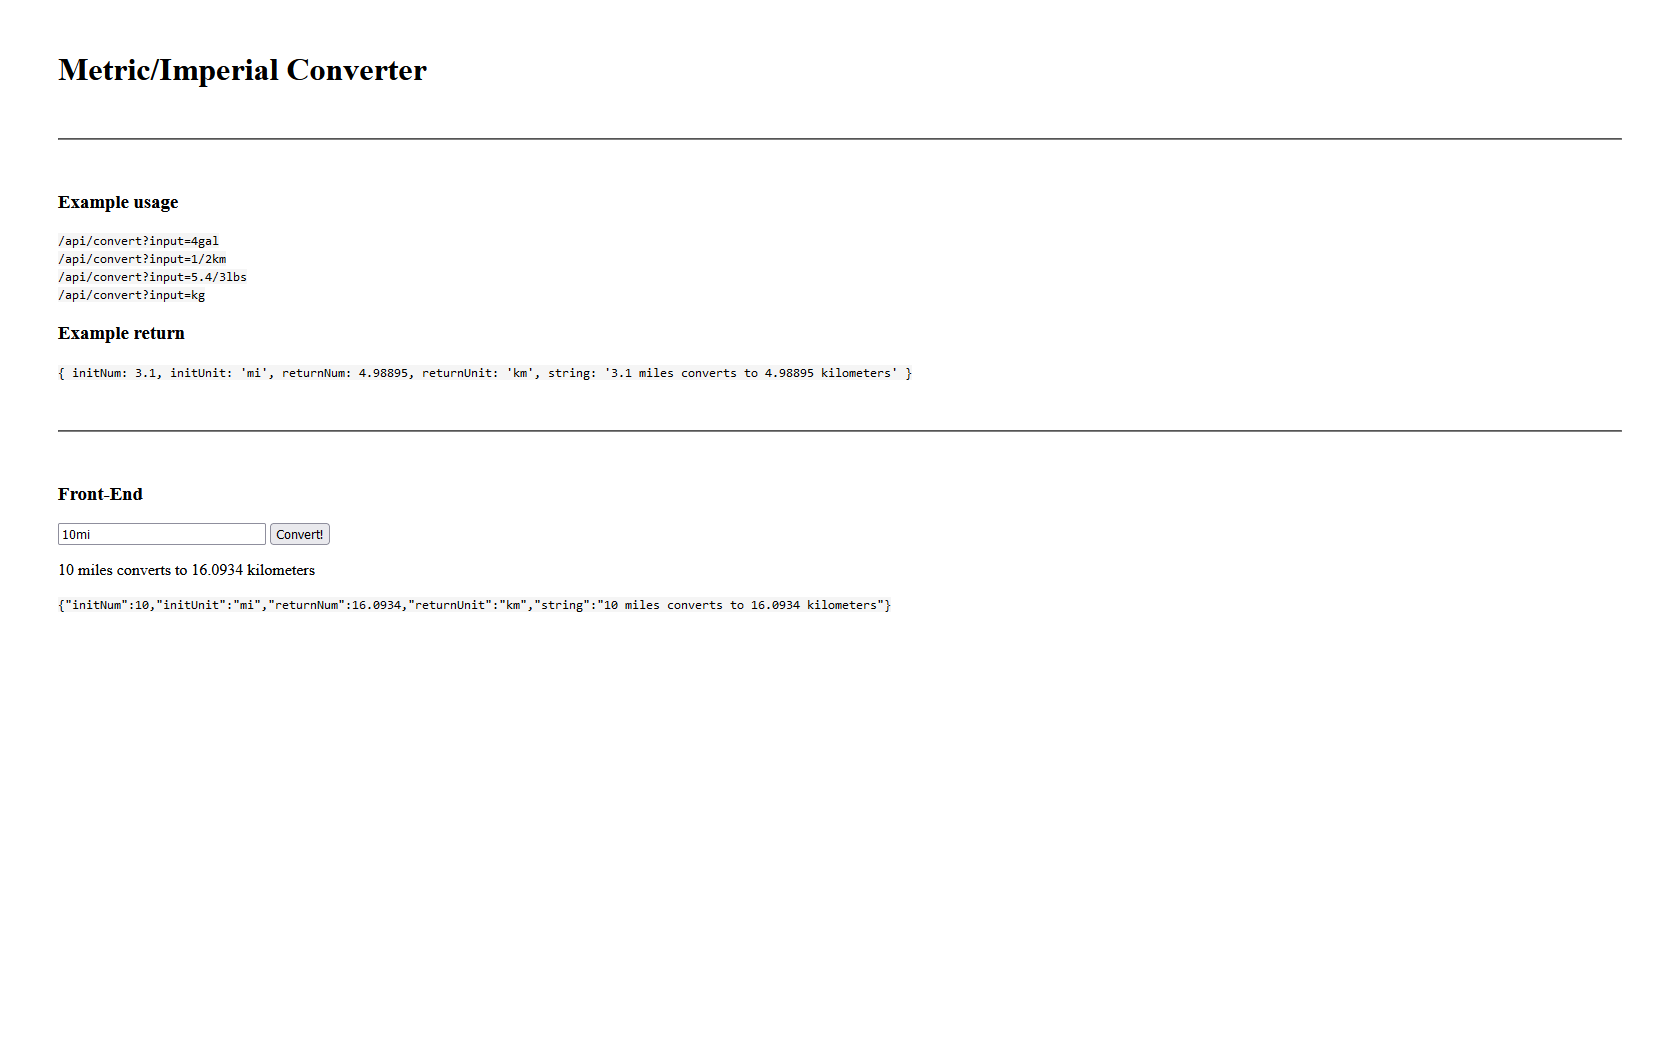 Metric/Imperial Converter
Example usage
/api/convert?input=4gal
/api/convert?input=1/2km
/api/convert?input=5.4/3lbs
/api/convert?input=kg
Example return
{ initNum: 3.1, initUnit: 'mi', returnNum: 4.98895, returnUnit: 'km', string: '3.1 miles converts to 4.98895 kilometers' }
Front-End
10mi Convert!
10 miles converts to 16.0934 kilometers
{"initNum":10,"initUnit":"mi","returnNum":16.0934,"returnUnit":"km","string":"10 miles converts to 16.0934 kilometers"}